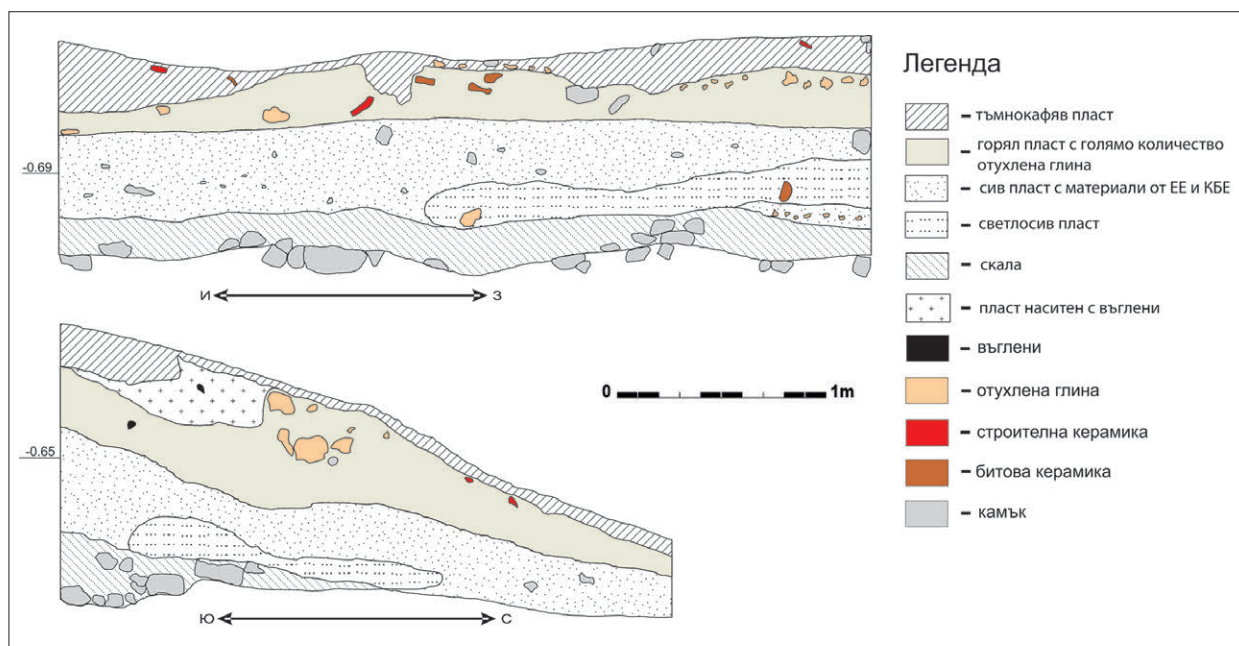 -0.69
И З
-0.65
Ю С
0 1m
Легенда
– тъмнокафяв пласт
– горял пласт с голямо количество
отухлена глина
– сив пласт с материали от ЕЕ и КБЕ
– светлосив пласт
– скала
– пласт наситен с въглени
– въглени
– отухлена глина
– строителна керамика
– битова керамика
– камък